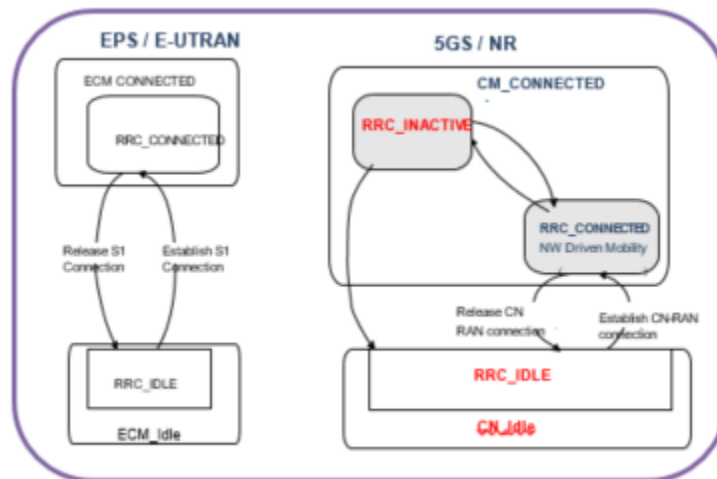 EPS / E-UTRAN
ECM CONNECTED
RRC_CONNECTED
Release S1
Connection
Establish S1
Connection
RRC_IDLE
ECM_Idle
5GS / NR
CM_CONNECTED
RRC_INACTIVE
RRC_CONNECTED
NW Driven Mobility
Release CN
RAN connection
Establish CN-RAN
connection
RRC_IDLE
CN_Idle